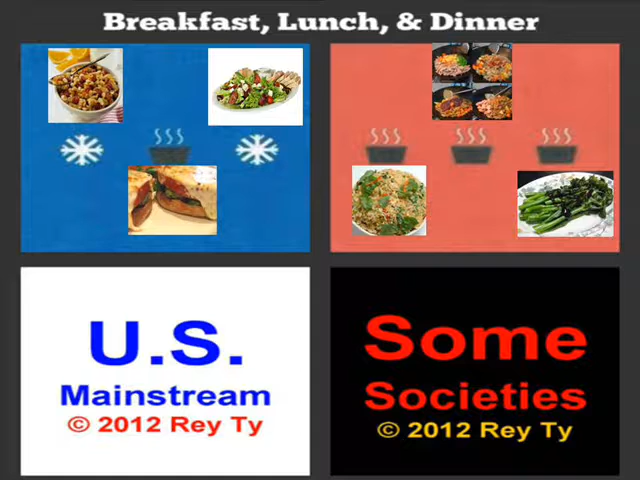 Breakfast, Lunch, & Dinner
U.S.
Mainstream
© 2012 Rey Ty
Some
Societies
© 2012 Rey Ty